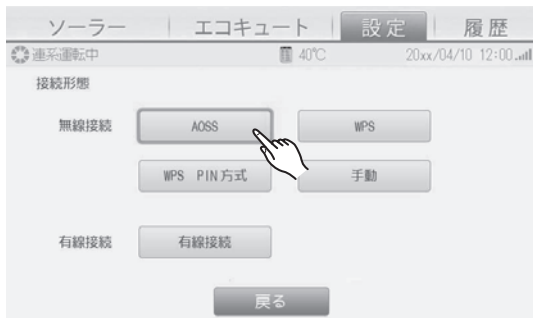 ソーラー エコキュート 設定 履歴
連系運転中 40℃ 20xx/04/10 12:00
接続形態
無線接続 AOSS WPS
WPS PIN方式 手動
有線接続 有線接続
戻る